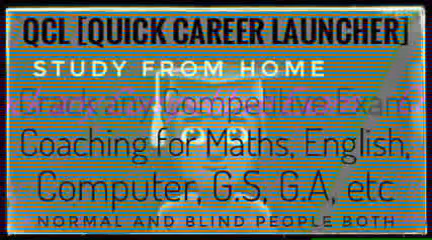 QCL [QUICK CAREER LAUNCHER]
STUDY FROM HOME
Crack any Competitive Exam
Coaching for Maths, English,
Computer, G.S, G.A, etc
NORMAL AND BLIND PEOPLE BOTH